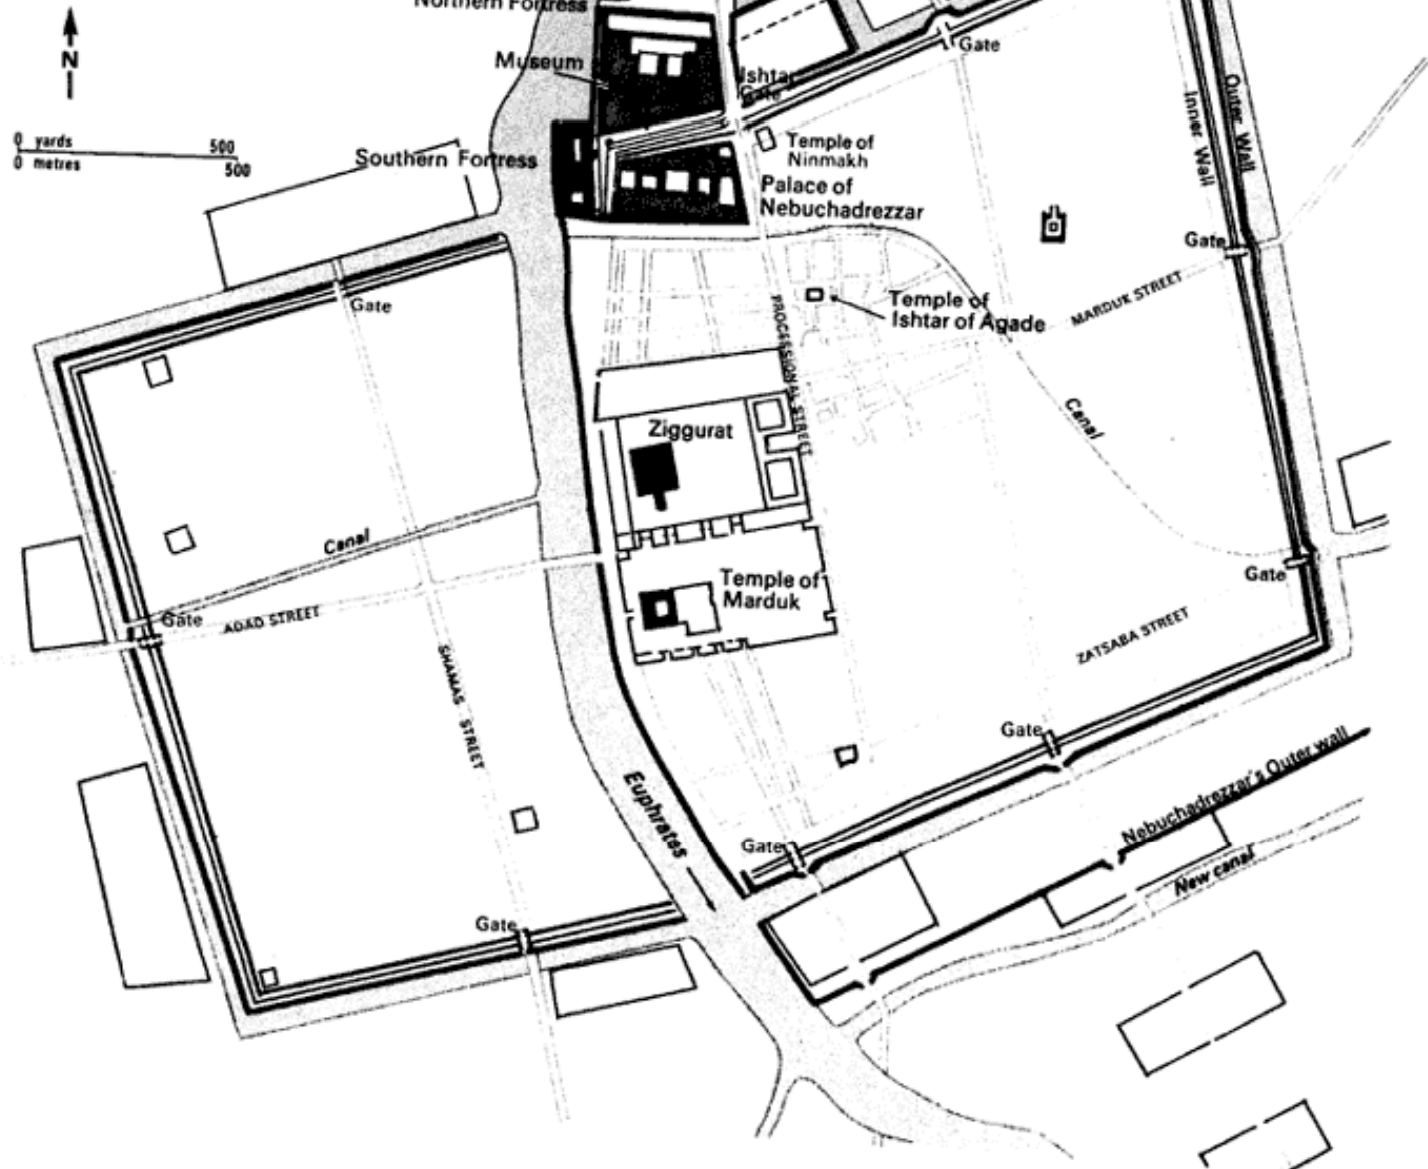 Northern Fortress
N
Museum
Gate
Ishtar
Gate
Outer Wall
Inner Wall
0 yards 500
0 metres 500
Southern Fortress
Temple of
Ninmakh
Palace of
Nebuchadrezzar
Gate
Gate
MARDUK STREET
Temple of
Ishtar of Agade
PROCESSIONAL STREET
Canal
Ziggurat
Canal
Temple of
Marduk
Gate
Gate
ADAD STREET
ZATSABA STREET
SHAMAS STREET
Gate
Euphrates
Nebuchadrezzar's Outer wall
Gate
New canal
Gate